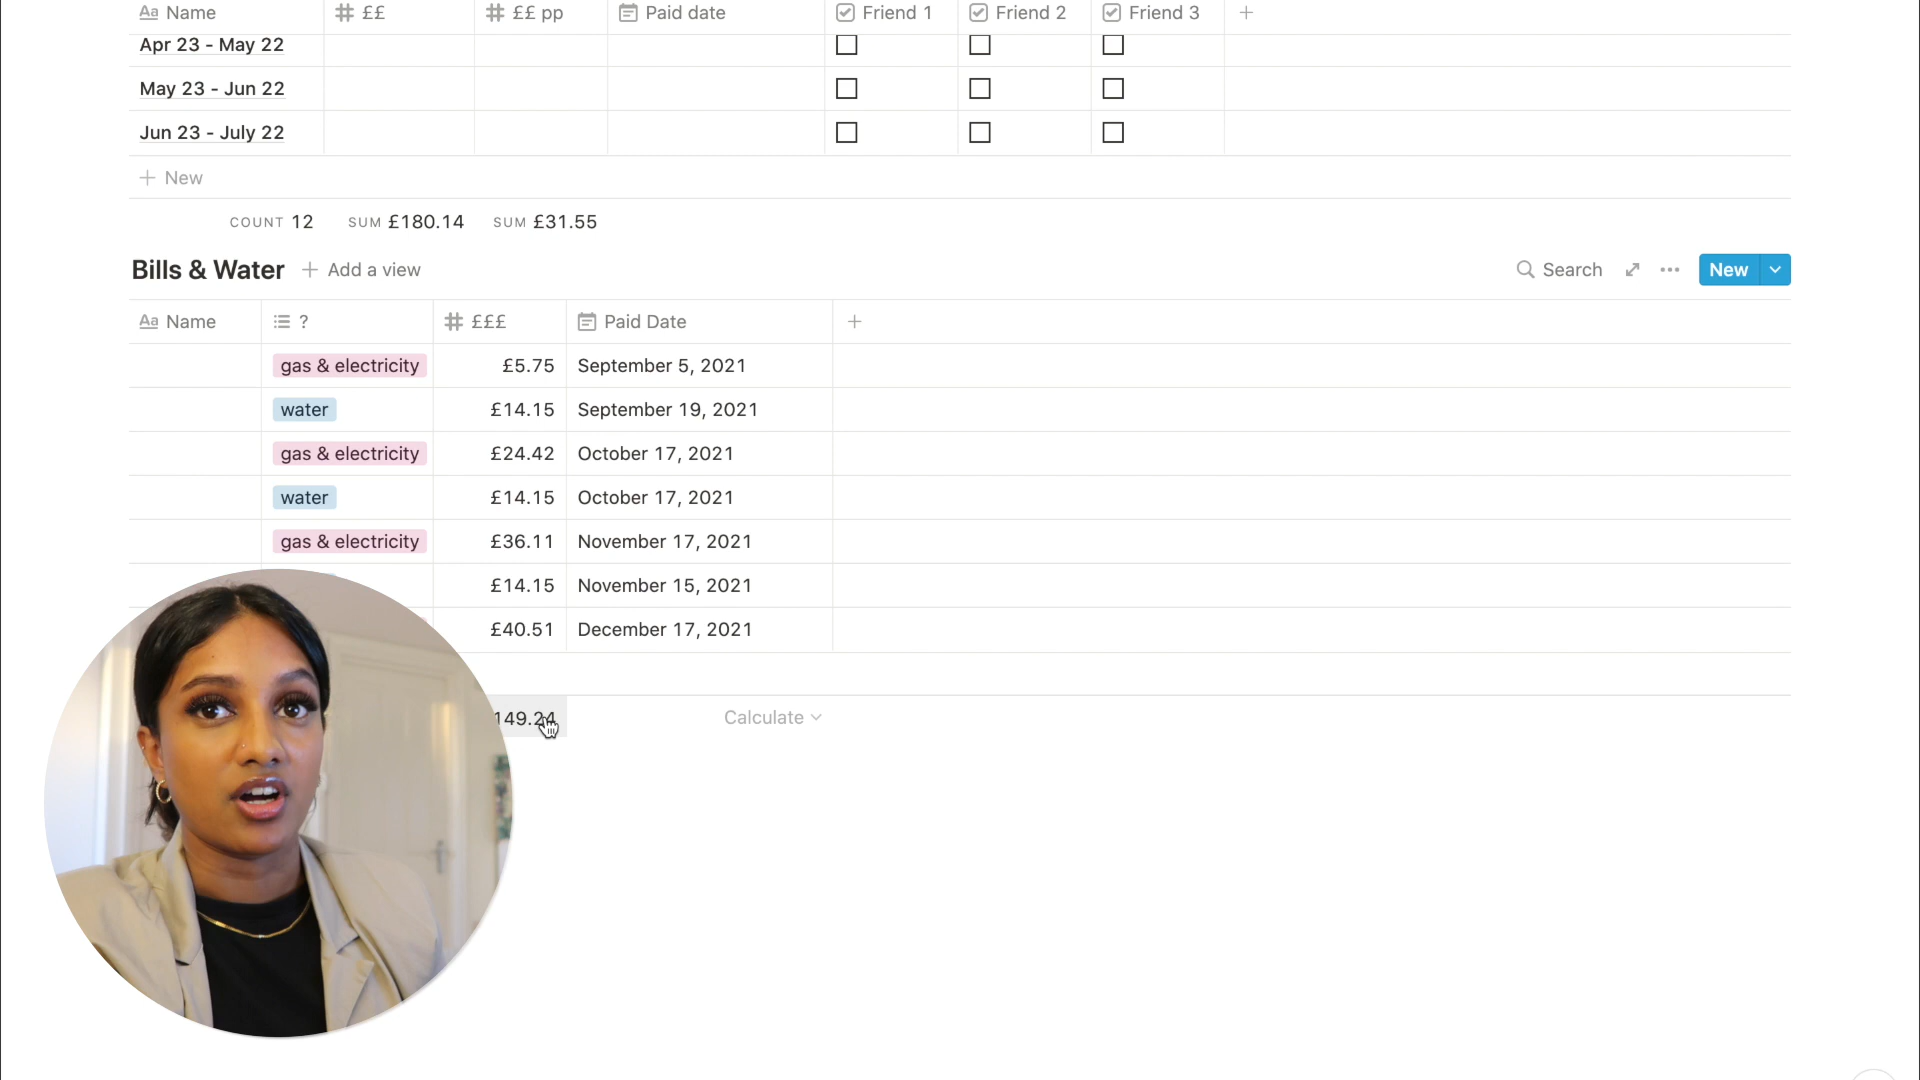 Aa Name ££ ££ pp Paid date Friend 1 Friend 2 Friend 3
Apr 23 - May 22
May 23 - Jun 22
Jun 23 - July 22
New
COUNT 12 SUM £180.14 SUM £31.55
Bills & Water Add a view Search New
Aa Name ? £££ Paid Date
gas & electricity £5.75 September 5, 2021
water £14.15 September 19, 2021
gas & electricity £24.42 October 17, 2021
water £14.15 October 17, 2021
gas & electricity £36.11 November 17, 2021
£14.15 November 15, 2021
£40.51 December 17, 2021
149.24 Calculate